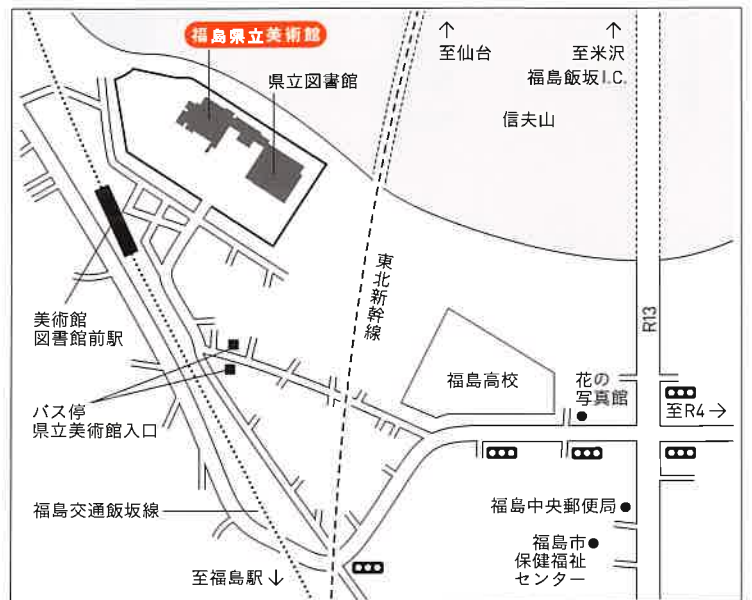 福島県立美術館
県立図書館
至仙台
至米沢
福島飯坂I.C.
信夫山
東北新幹線
R13
美術館
図書館前駅
福島高校
花の
写真館
至R4→
バス停
県立美術館入口
福島交通飯坂線
福島中央郵便局
福島市
保健福祉
センター
至福島駅↓